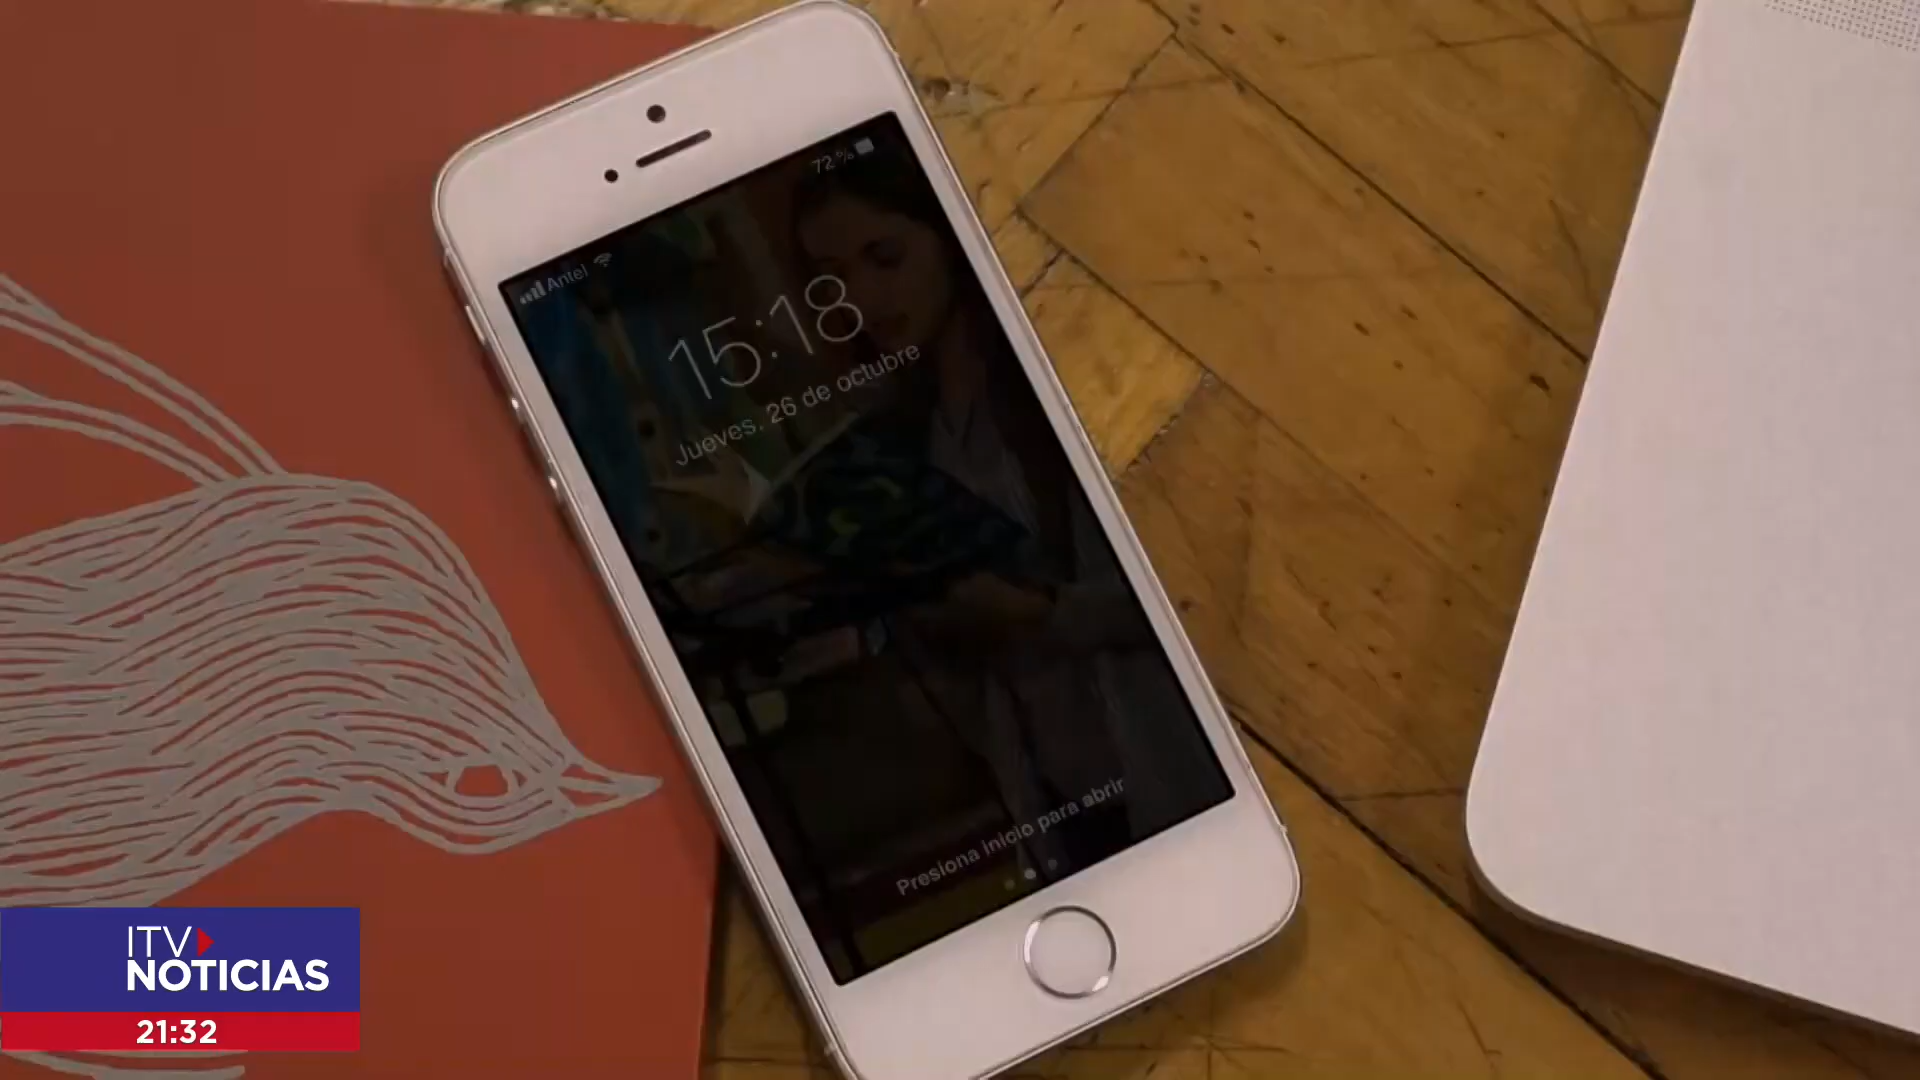 72 %
Antel
15:18
Jueves, 26 de octubre
Presiona inicio para abrir
ITV
NOTICIAS
21:32